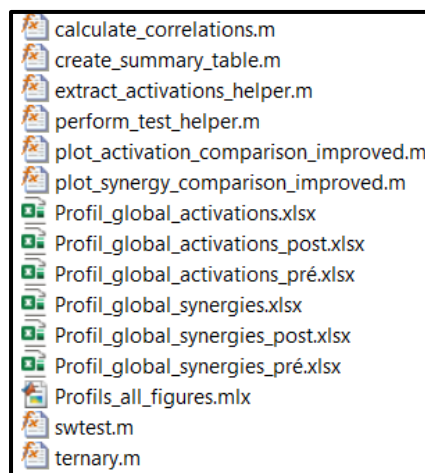 calculate_correlations.m
create_summary_table.m
extract_activations_helper.m
perform_test_helper.m
plot_activation_comparison_improved.m
plot_synergy_comparison_improved.m
Profil_global_activations.xlsx
Profil_global_activations_post.xlsx
Profil_global_activations_pré.xlsx
Profil_global_synergies.xlsx
Profil_global_synergies_post.xlsx
Profil_global_synergies_pré.xlsx
Profils_all_figures.mlx
swtest.m
ternary.m